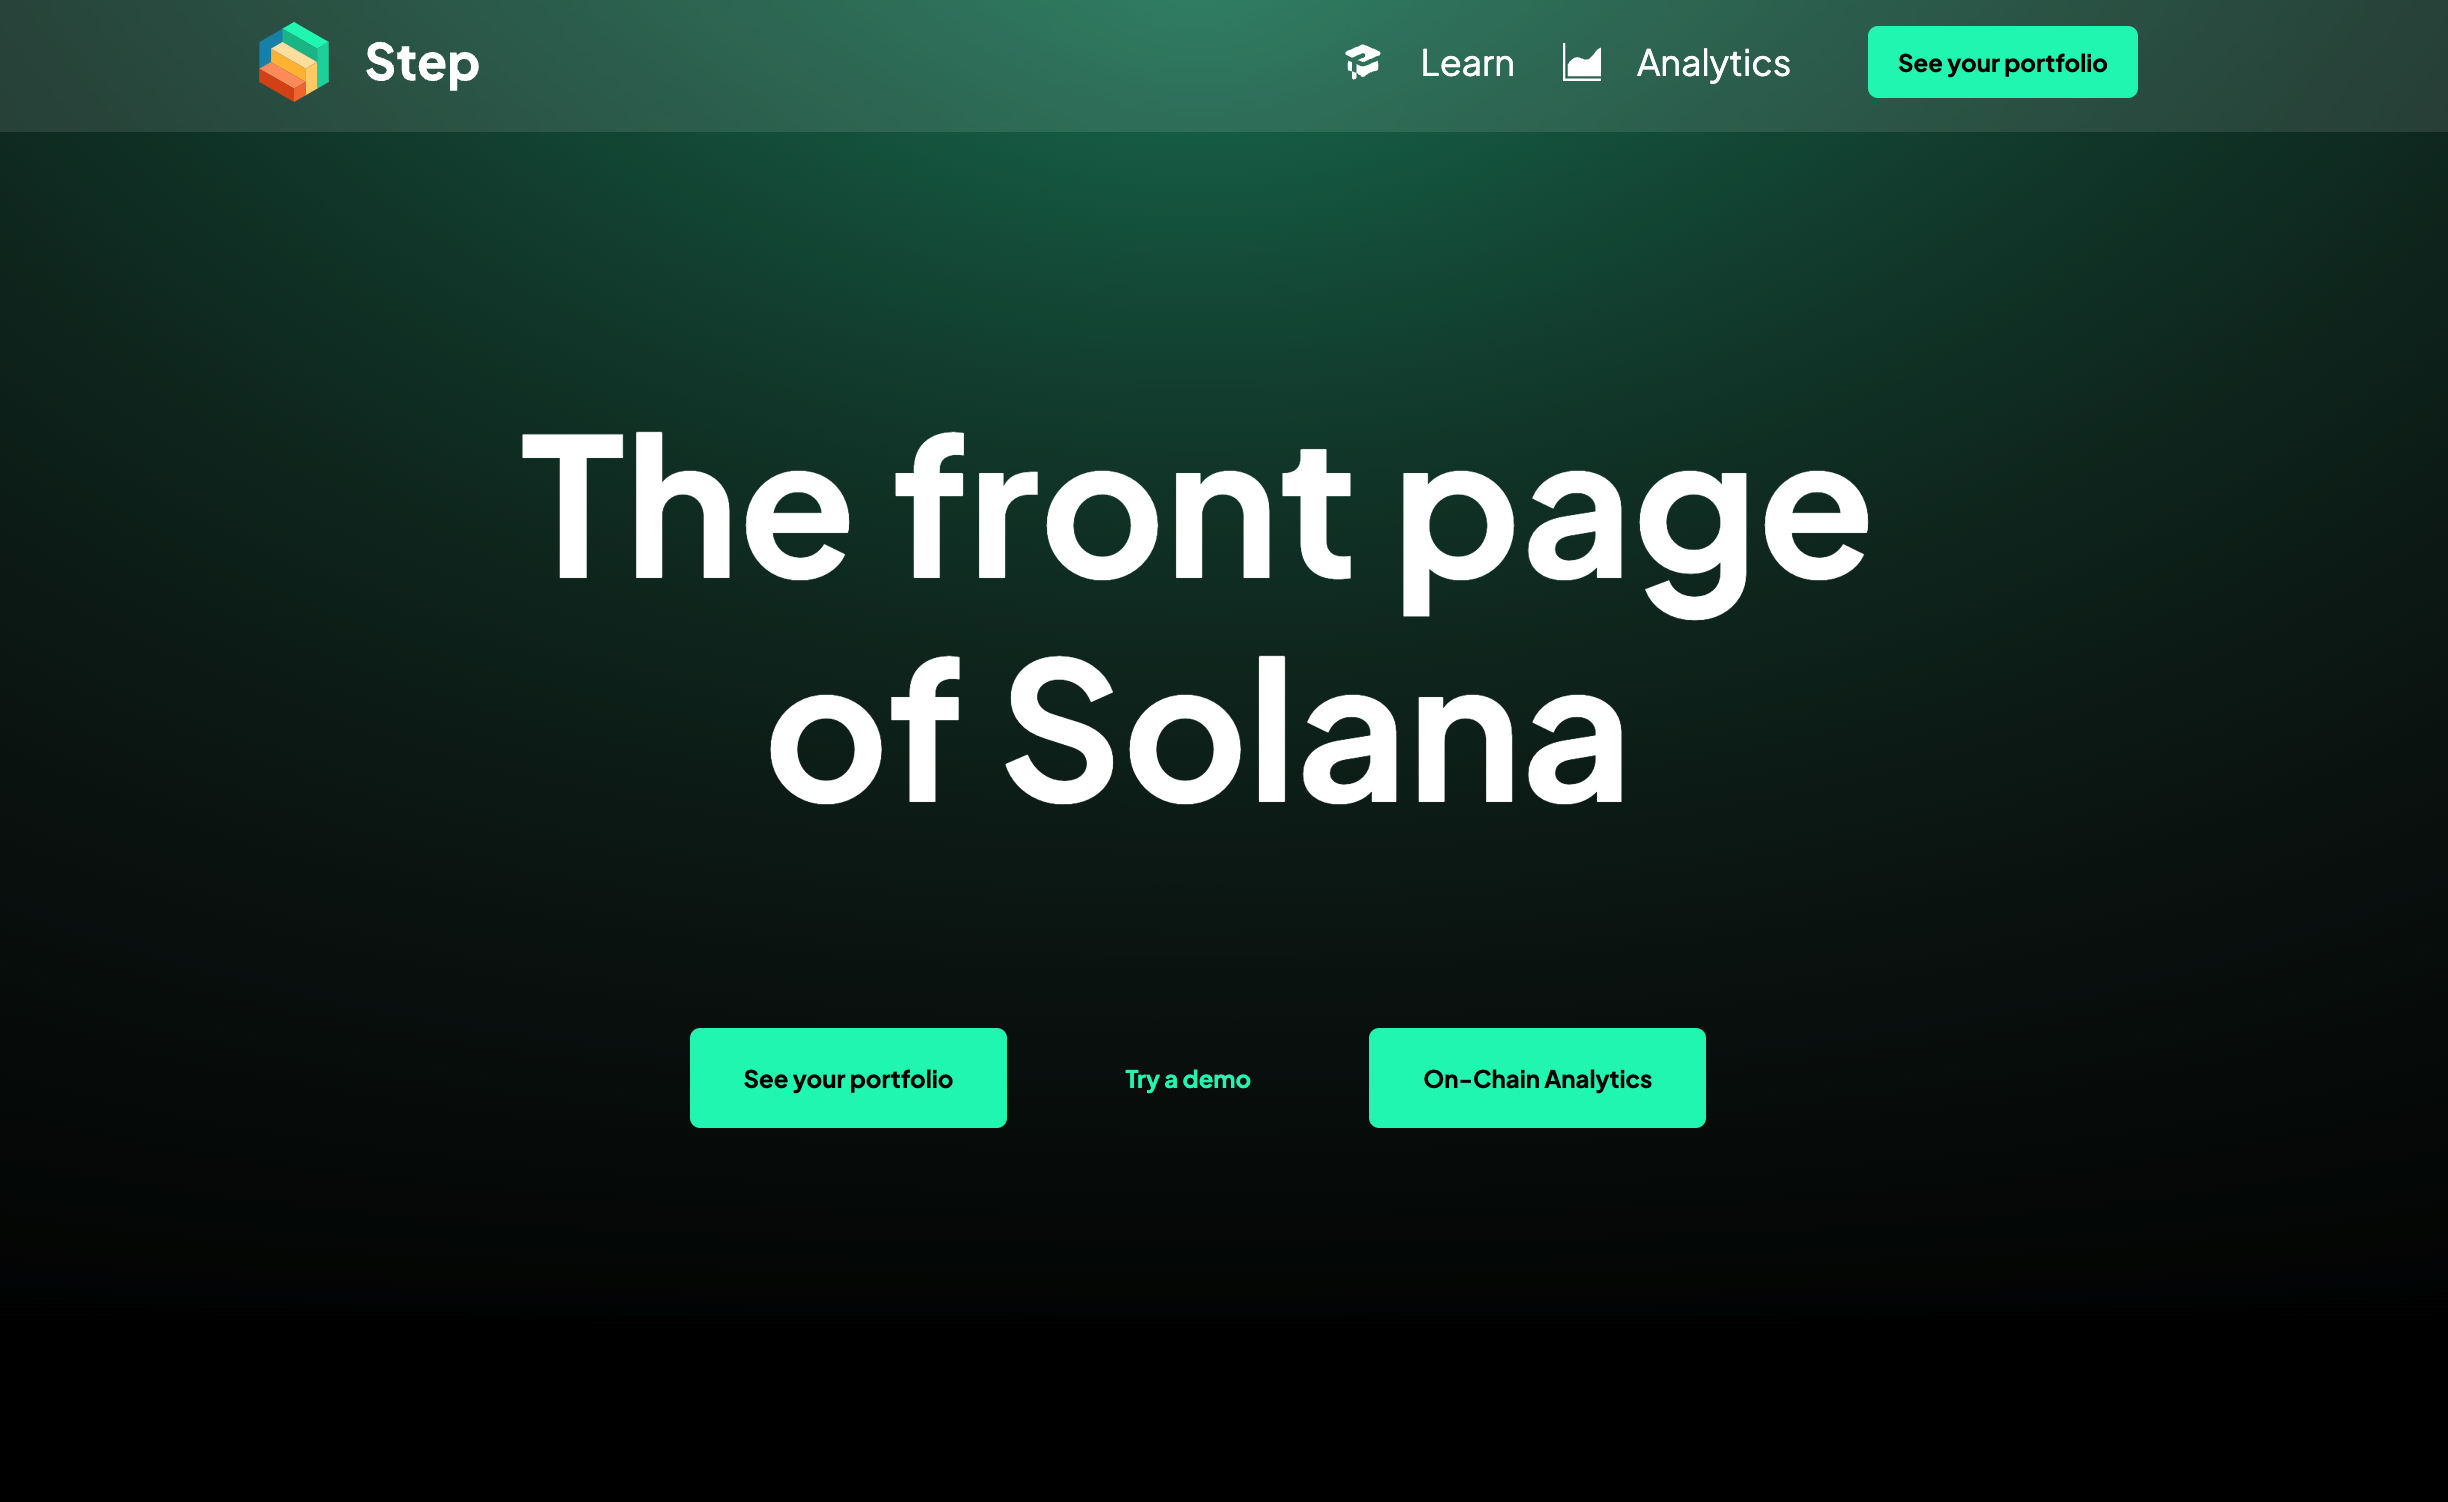 Step
Learn
Analytics
See your portfolio
The front page
of Solana
See your portfolio
Try a demo
On-Chain Analytics